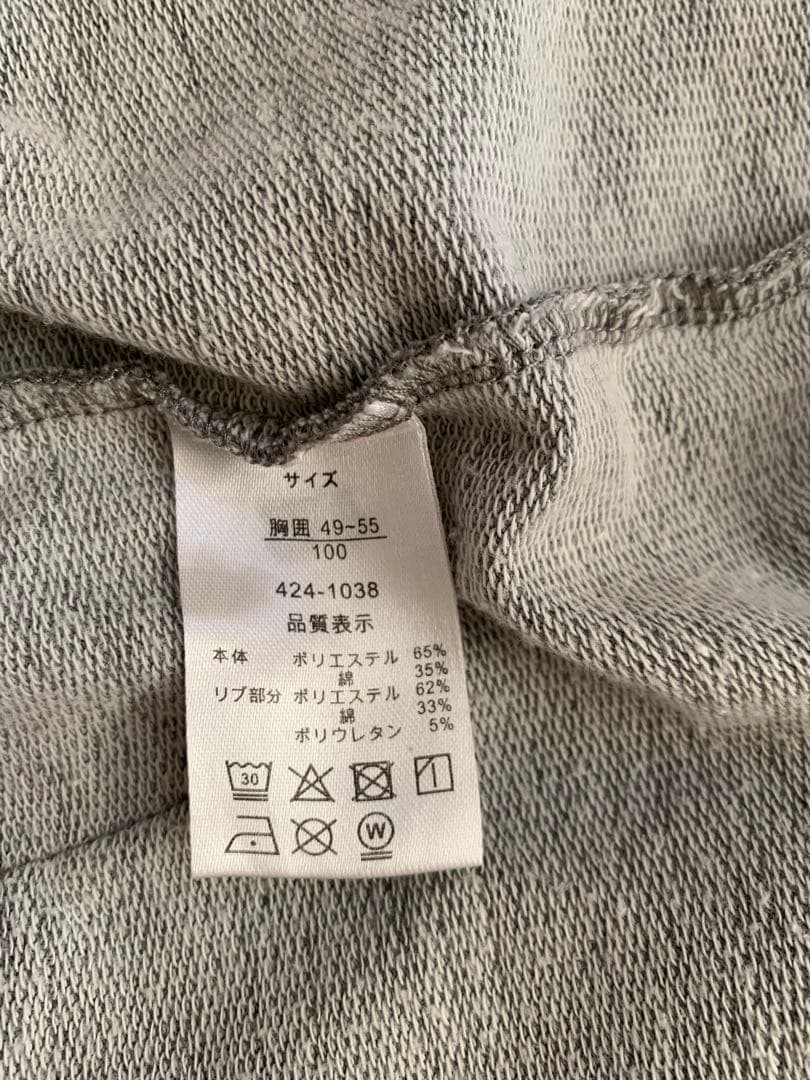 サイズ
胸囲 49~55
100
424-1038
品質表示
本体 ポリエステル 65%
綿 35%
リブ部分 ポリエステル 62%
綿 33%
ポリウレタン 5%
30
W